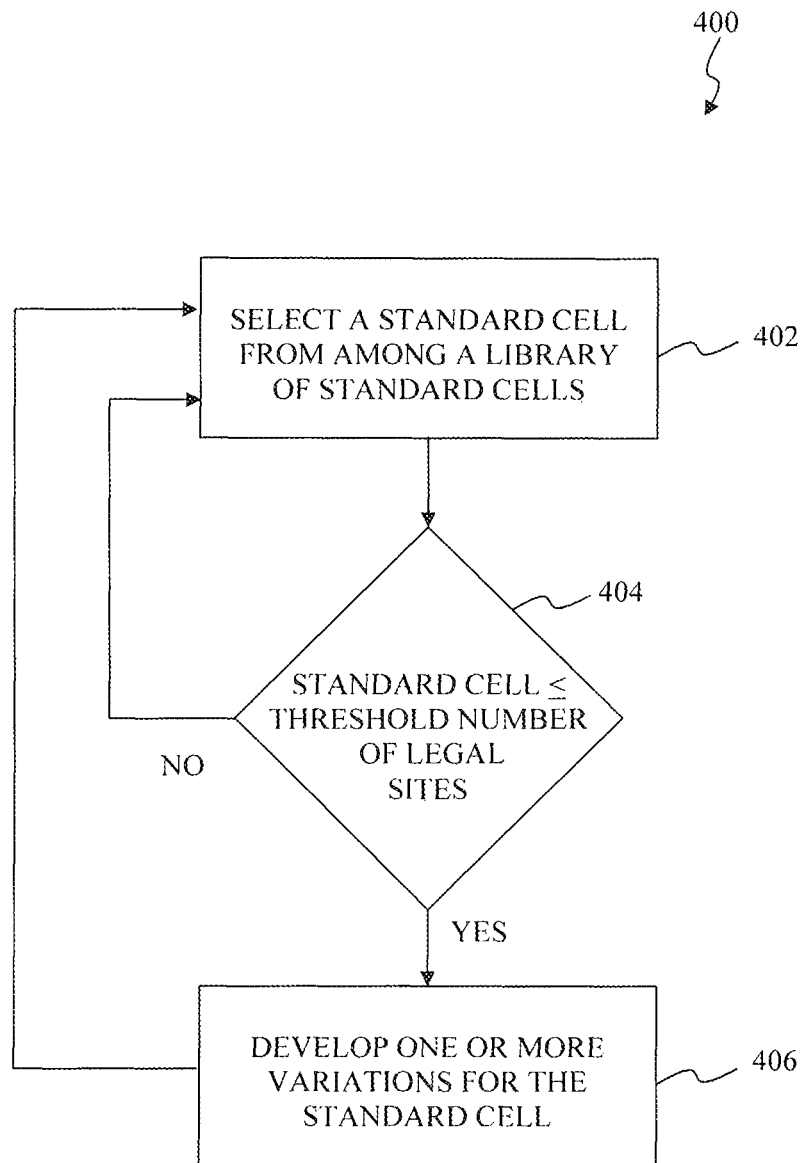 400
SELECT A STANDARD CELL
FROM AMONG A LIBRARY
OF STANDARD CELLS
402
404
STANDARD CELL ≤
THRESHOLD NUMBER
OF LEGAL
SITES
NO
YES
DEVELOP ONE OR MORE
VARIATIONS FOR THE
STANDARD CELL
406